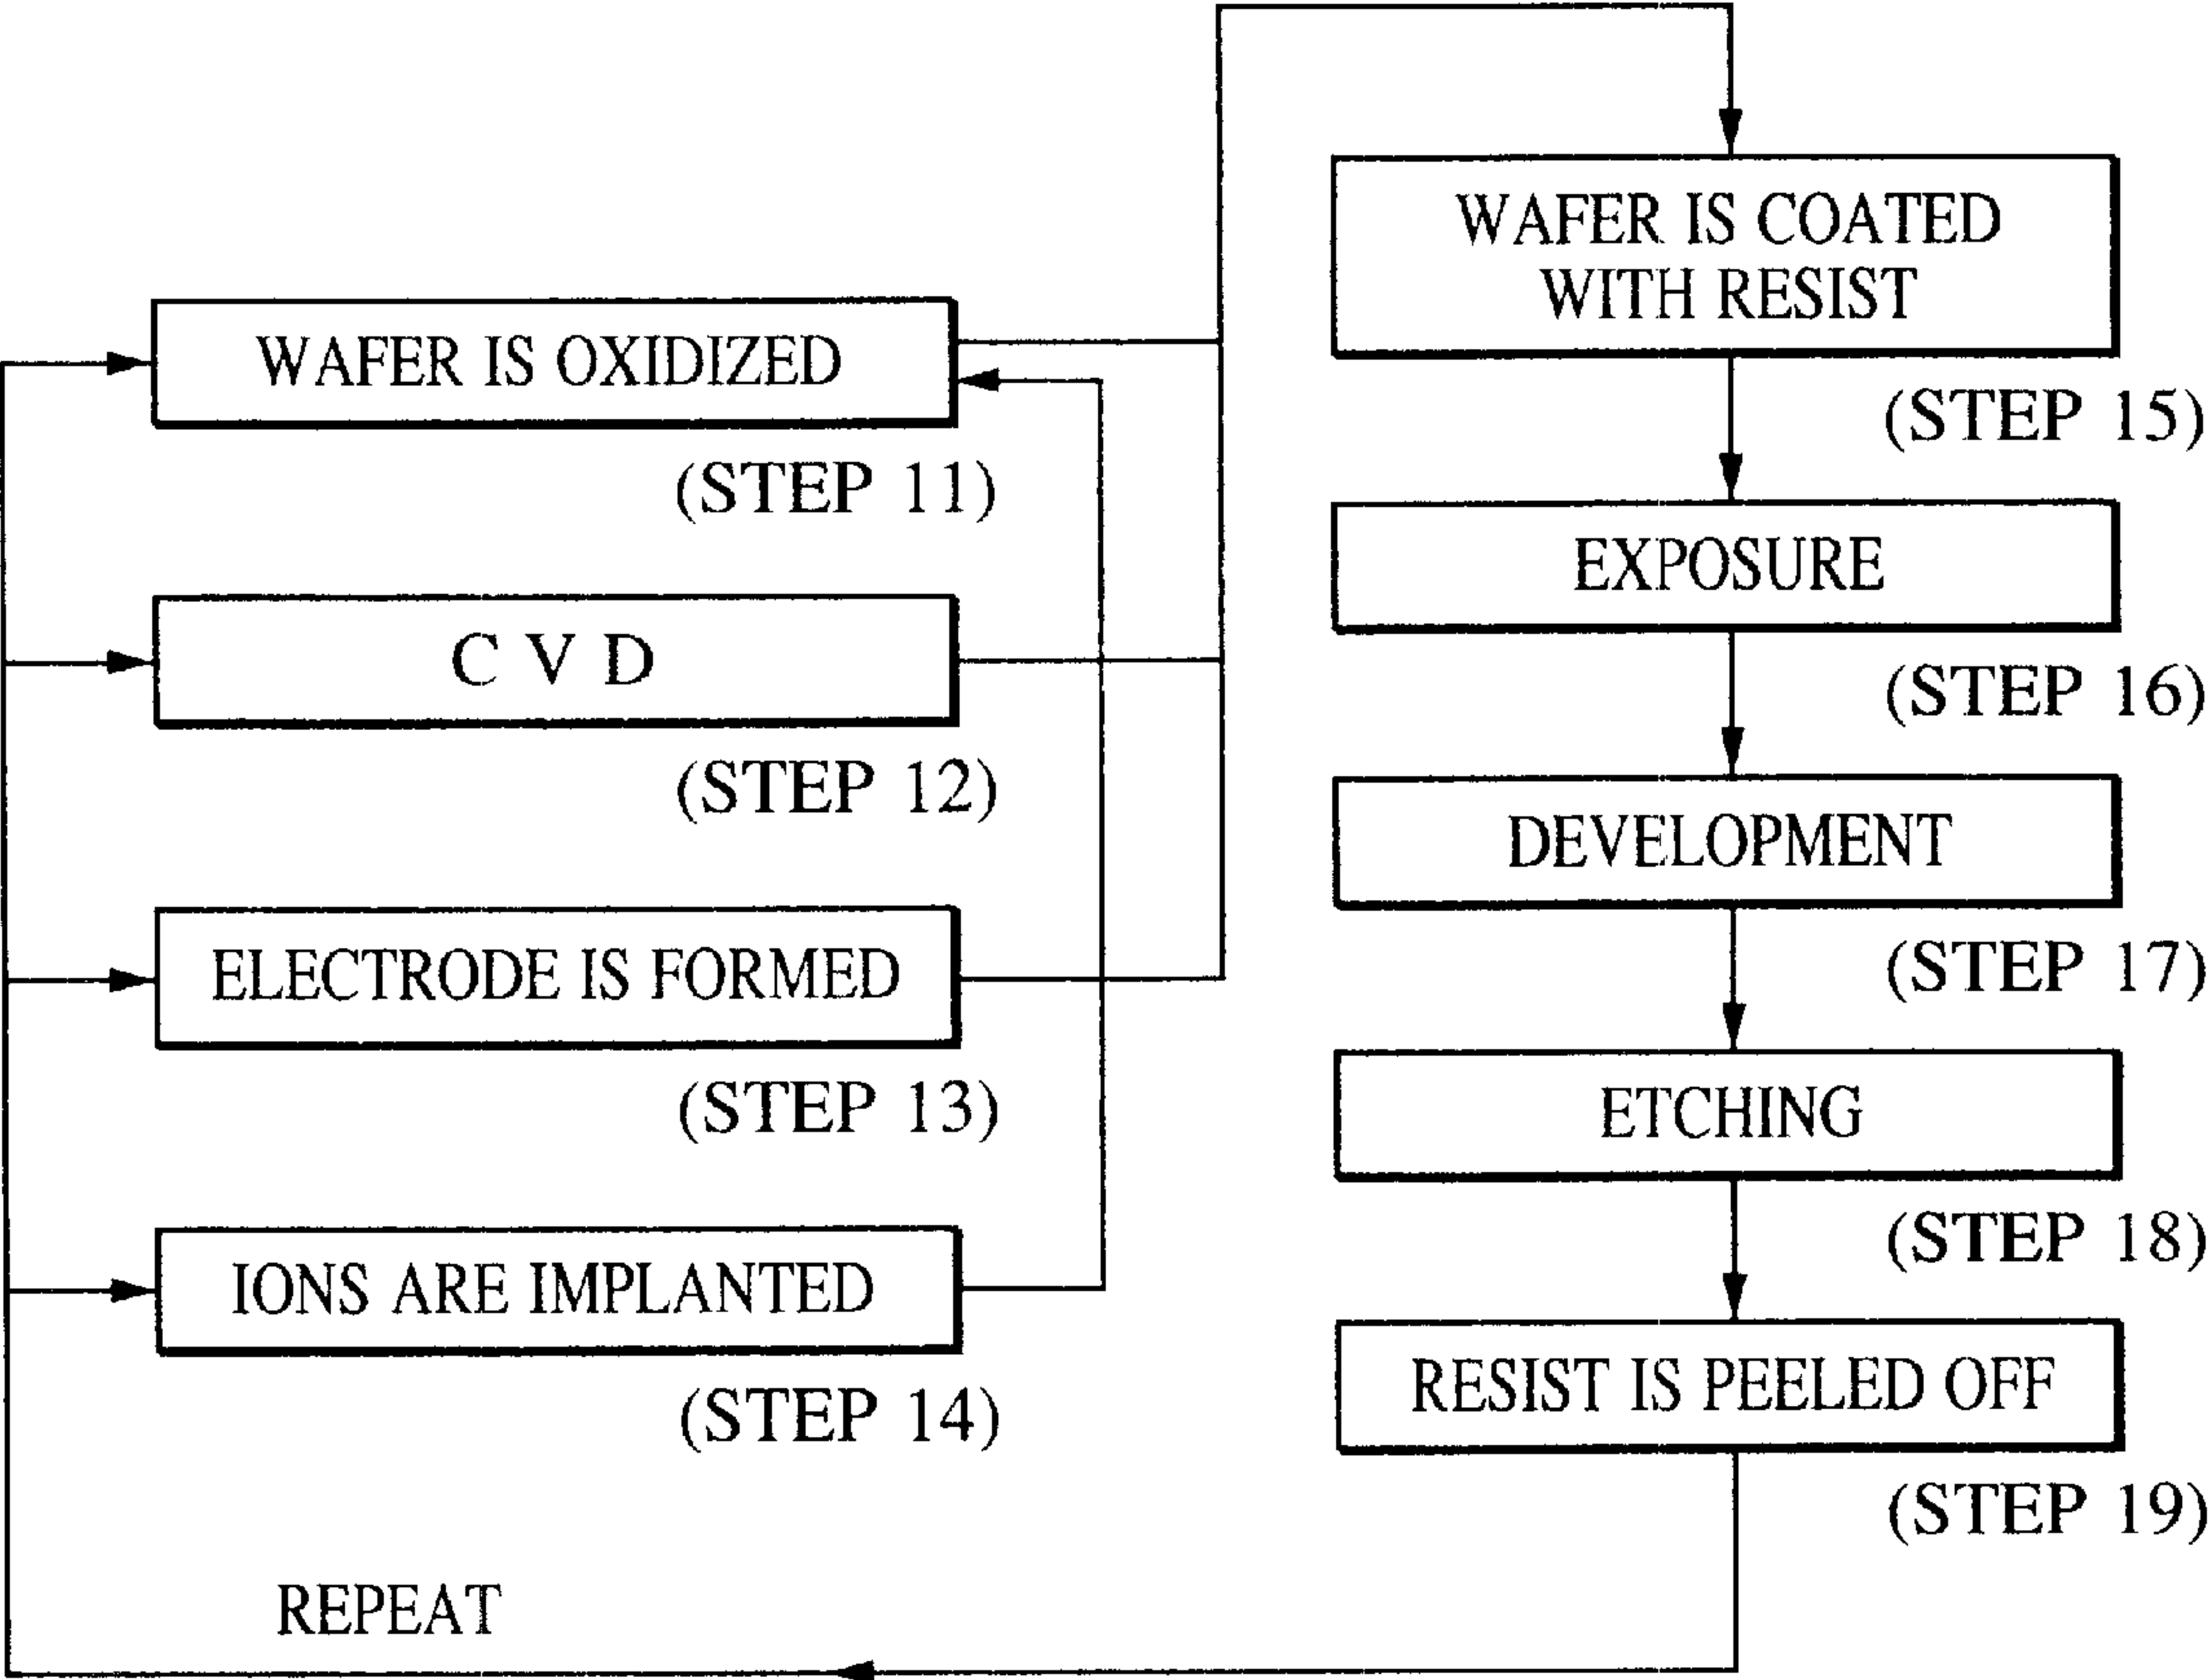 WAFER IS OXIDIZED
(STEP 11)
C V D
(STEP 12)
ELECTRODE IS FORMED
(STEP 13)
IONS ARE IMPLANTED
(STEP 14)
WAFER IS COATED
WITH RESIST
(STEP 15)
EXPOSURE
(STEP 16)
DEVELOPMENT
(STEP 17)
ETCHING
(STEP 18)
RESIST IS PEELED OFF
(STEP 19)
REPEAT